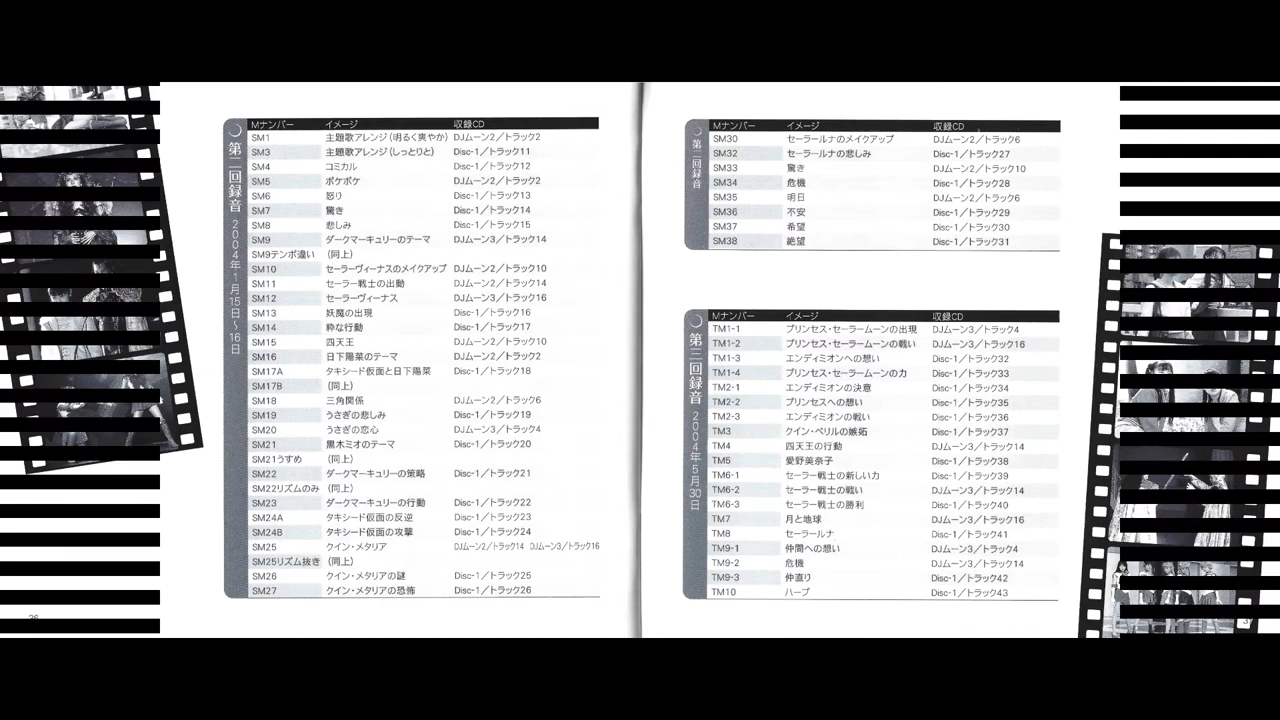 第二回録音 2004年1月15日～16日
Mナンバー イメージ 収録CD
SM1 主題歌アレンジ(明るく爽やか) DJムーン2／トラック2
SM3 主題歌アレンジ(しっとりと) Disc-1／トラック11
SM4 コミカル Disc-1／トラック12
SM5 ポケポケ DJムーン2／トラック2
SM6 怒り Disc-1／トラック13
SM7 驚き Disc-1／トラック14
SM8 悲しみ Disc-1／トラック15
SM9 ダークマーキュリーのテーマ DJムーン3／トラック14
SM9テンポ違い (同上)
SM10 セーラーヴィーナスのメイクアップ DJムーン2／トラック10
SM11 セーラー戦士の出動 DJムーン2／トラック14
SM12 セーラーヴィーナス DJムーン3／トラック16
SM13 妖魔の出現 Disc-1／トラック16
SM14 粋な行動 Disc-1／トラック17
SM15 四天王 DJムーン2／トラック10
SM16 日下陽菜のテーマ DJムーン2／トラック2
SM17A タキシード仮面と日下陽菜 Disc-1／トラック18
SM17B (同上)
SM18 三角関係 DJムーン2／トラック6
SM19 うさぎの悲しみ Disc-1／トラック19
SM20 うさぎの恋心 DJムーン3／トラック4
SM21 黒木ミオのテーマ Disc-1／トラック20
SM21うすめ (同上)
SM22 ダークマーキュリーの策略 Disc-1／トラック21
SM22リズムのみ (同上)
SM23 ダークマーキュリーの行動 Disc-1／トラック22
SM24A タキシード仮面の反逆 Disc-1／トラック23
SM24B タキシード仮面の攻撃 Disc-1／トラック24
SM25 クイン・メタリア DJムーン2／トラック14 DJムーン3／トラック16
SM25リズム抜き (同上)
SM26 クイン・メタリアの謎 Disc-1／トラック25
SM27 クイン・メタリアの恐怖 Disc-1／トラック26
第二回録音
Mナンバー イメージ 収録CD
SM30 セーラールナのメイクアップ DJムーン2／トラック6
SM32 セーラールナの悲しみ Disc-1／トラック27
SM33 驚き DJムーン2／トラック10
SM34 危機 Disc-1／トラック28
SM35 明日 DJムーン2／トラック6
SM36 不安 Disc-1／トラック29
SM37 希望 Disc-1／トラック30
SM38 絶望 Disc-1／トラック31
第三回録音 2004年5月30日
Mナンバー イメージ 収録CD
TM1-1 プリンセス・セーラームーンの出現 DJムーン3／トラック4
TM1-2 プリンセス・セーラームーンの戦い DJムーン3／トラック16
TM1-3 エンディミオンへの想い Disc-1／トラック32
TM1-4 プリンセス・セーラームーンの力 Disc-1／トラック33
TM2-1 エンディミオンの決意 Disc-1／トラック34
TM2-2 プリンセスへの想い Disc-1／トラック35
TM2-3 エンディミオンの戦い Disc-1／トラック36
TM3 クイン・ベリルの嫉妬 Disc-1／トラック37
TM4 四天王の行動 DJムーン3／トラック14
TM5 愛野美奈子 Disc-1／トラック38
TM6-1 セーラー戦士の新しい力 Disc-1／トラック39
TM6-2 セーラー戦士の戦い DJムーン3／トラック14
TM6-3 セーラー戦士の勝利 Disc-1／トラック40
TM7 月と地球 DJムーン3／トラック16
TM8 セーラールナ Disc-1／トラック41
TM9-1 仲間への想い DJムーン3／トラック4
TM9-2 危機 DJムーン3／トラック14
TM9-3 仲直り Disc-1／トラック42
TM10 ハープ Disc-1／トラック43